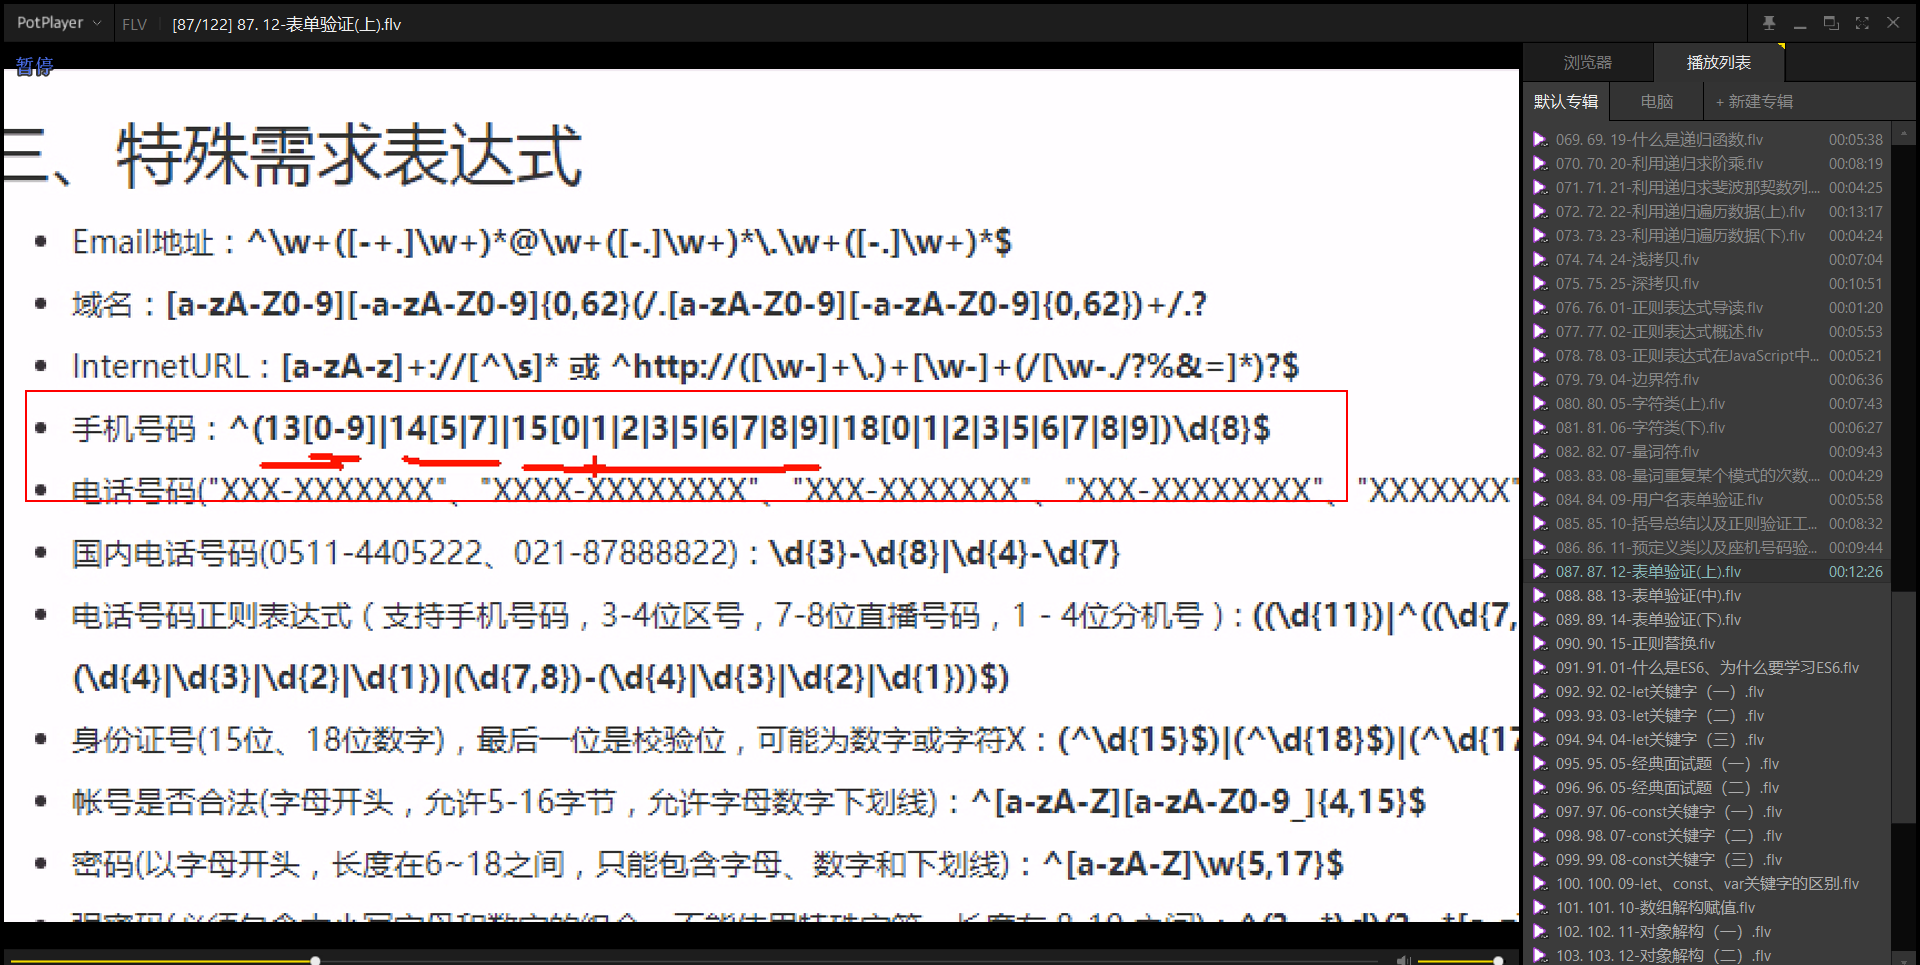 PotPlayer
FLV
[87/122] 87. 12-表单验证(上).flv
暂停
三、特殊需求表达式
Email地址：^\w+([-+.]\w+)*@\w+([-.]\w+)*\.\w+([-.]\w+)*$
域名：[a-zA-Z0-9][-a-zA-Z0-9]{0,62}(/.[a-zA-Z0-9][-a-zA-Z0-9]{0,62})+/.?
InternetURL：[a-zA-z]+://[^\s]* 或 ^http://([\w-]+\.)+[\w-]+(/[\w-./?%&=]*)?$
手机号码：^(13[0-9]|14[5|7]|15[0|1|2|3|5|6|7|8|9]|18[0|1|2|3|5|6|7|8|9])\d{8}$
电话号码("XXX-XXXXXXX"、"XXXX-XXXXXXXX"、"XXX-XXXXXXX"、"XXX-XXXXXXXX"、"XXXXXXX"
国内电话号码(0511-4405222、021-87888822)：\d{3}-\d{8}|\d{4}-\d{7}
电话号码正则表达式（支持手机号码，3-4位区号，7-8位直播号码，1－4位分机号）: ((\d{11})|^((\d{7,
(\d{4}|\d{3}|\d{2}|\d{1})|(\d{7,8})-(\d{4}|\d{3}|\d{2}|\d{1}))$)
身份证号(15位、18位数字)，最后一位是校验位，可能为数字或字符X：(^\d{15}$)|(^\d{18}$)|(^\d{17
帐号是否合法(字母开头，允许5-16字节，允许字母数字下划线)：^[a-zA-Z][a-zA-Z0-9_]{4,15}$
密码(以字母开头，长度在6~18之间，只能包含字母、数字和下划线)：^[a-zA-Z]\w{5,17}$
浏览器
播放列表
默认专辑
电脑
+ 新建专辑
069. 69. 19-什么是递归函数.flv 00:05:38
070. 70. 20-利用递归求阶乘.flv 00:08:19
071. 71. 21-利用递归求斐波那契数列.... 00:04:25
072. 72. 22-利用递归遍历数据(上).flv 00:13:17
073. 73. 23-利用递归遍历数据(下).flv 00:04:24
074. 74. 24-浅拷贝.flv 00:07:04
075. 75. 25-深拷贝.flv 00:10:51
076. 76. 01-正则表达式导读.flv 00:01:20
077. 77. 02-正则表达式概述.flv 00:05:53
078. 78. 03-正则表达式在JavaScript中... 00:05:21
079. 79. 04-边界符.flv 00:06:36
080. 80. 05-字符类(上).flv 00:07:43
081. 81. 06-字符类(下).flv 00:06:27
082. 82. 07-量词符.flv 00:09:43
083. 83. 08-量词重复某个模式的次数.... 00:04:29
084. 84. 09-用户名表单验证.flv 00:05:58
085. 85. 10-括号总结以及正则验证工... 00:08:32
086. 86. 11-预定义类以及座机号码验... 00:09:44
087. 87. 12-表单验证(上).flv 00:12:26
088. 88. 13-表单验证(中).flv
089. 89. 14-表单验证(下).flv
090. 90. 15-正则替换.flv
091. 91. 01-什么是ES6、为什么要学习ES6.flv
092. 92. 02-let关键字（一）.flv
093. 93. 03-let关键字（二）.flv
094. 94. 04-let关键字（三）.flv
095. 95. 05-经典面试题（一）.flv
096. 96. 05-经典面试题（二）.flv
097. 97. 06-const关键字（一）.flv
098. 98. 07-const关键字（二）.flv
099. 99. 08-const关键字（三）.flv
100. 100. 09-let、const、var关键字的区别.flv
101. 101. 10-数组解构赋值.flv
102. 102. 11-对象解构（一）.flv
103. 103. 12-对象解构（二）.flv